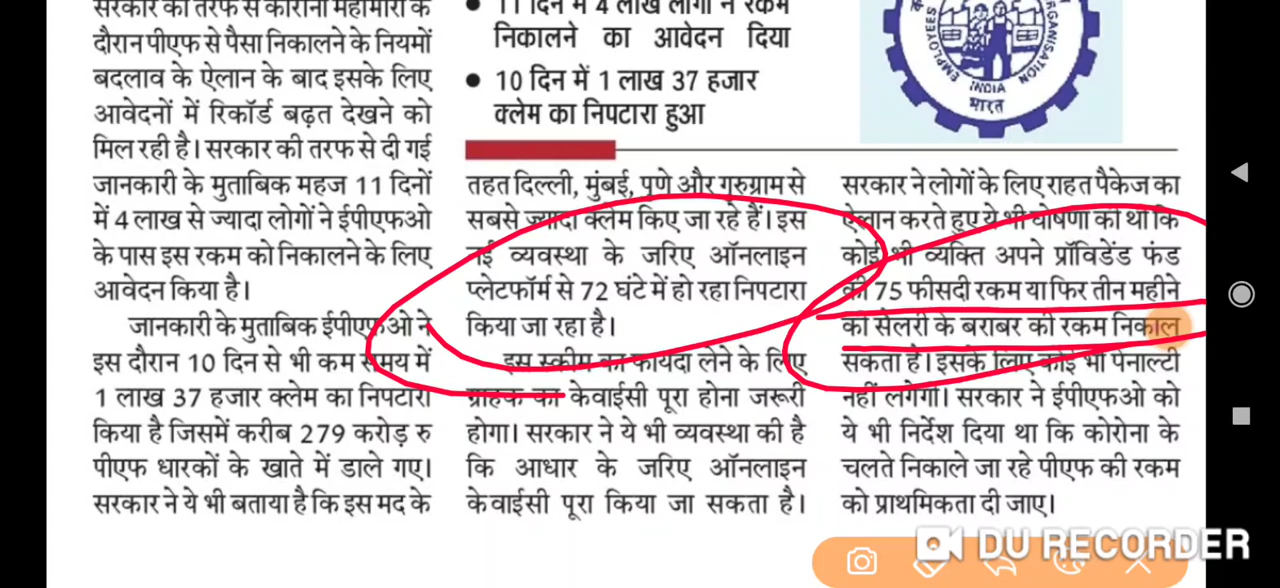 सरकार की तरफ से कोरोना महामारी के
दौरान पीएफ से पैसा निकालने के नियमों
बदलाव के ऐलान के बाद इसके लिए
आवेदनों में रिकॉर्ड बढ़त देखने को
मिल रही है। सरकार की तरफ से दी गई
जानकारी के मुताबिक महज 11 दिनों
में 4 लाख से ज्यादा लोगों ने ईपीएफओ
के पास इस रकम को निकालने के लिए
आवेदन किया है।
जानकारी के मुताबिक ईपीएफओ ने
इस दौरान 10 दिन से भी कम समय में
1 लाख 37 हजार क्लेम का निपटारा
किया है जिसमें करीब 279 करोड़ रु
पीएफ धारकों के खाते में डाले गए।
सरकार ने ये भी बताया है कि इस मद के
• 11 दिन में 4 लाख लोगों ने रकम
निकालने का आवेदन दिया
• 10 दिन में 1 लाख 37 हजार
क्लेम का निपटारा हुआ
EMPLOYEES
ORGANISATION
INDIA
भारत
तहत दिल्ली, मुंबई, पुणे और गुरुग्राम से
सबसे ज्यादा क्लेम किए जा रहे हैं। इस
नई व्यवस्था के जरिए ऑनलाइन
प्लेटफॉर्म से 72 घंटे में हो रहा निपटारा
किया जा रहा है।
इस स्कीम का फायदा लेने के लिए
ग्राहक का केवाईसी पूरा होना जरूरी
होगा। सरकार ने ये भी व्यवस्था की है
कि आधार के जरिए ऑनलाइन
केवाईसी पूरा किया जा सकता है।
सरकार ने लोगों के लिए राहत पैकेज का
ऐलान करते हुए ये भी घोषणा की थी कि
कोई भी व्यक्ति अपने प्रॉविडेंड फंड
की 75 फीसदी रकम या फिर तीन महीने
की सैलरी के बराबर की रकम निकाल
सकता है। इसके लिए कोई भी पेनाल्टी
नहीं लगेगी। सरकार ने ईपीएफओ को
ये भी निर्देश दिया था कि कोरोना के
चलते निकाले जा रहे पीएफ की रकम
को प्राथमिकता दी जाए।
DU RECORDER